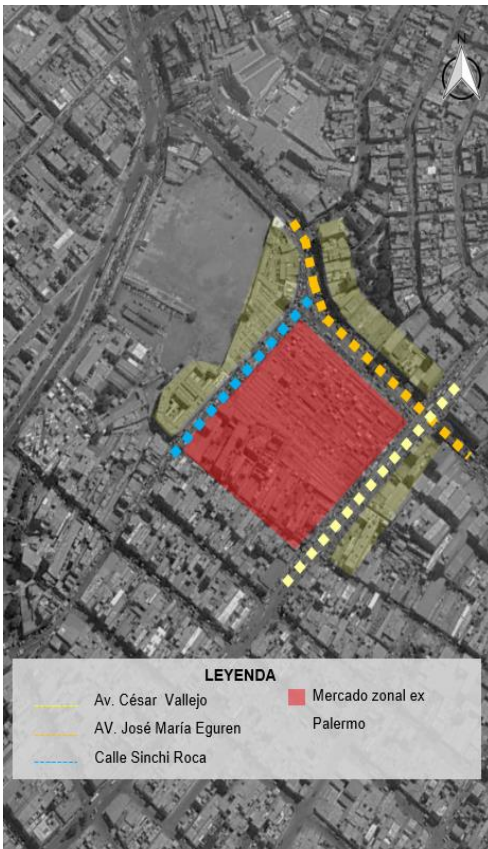 N
LEYENDA
Av. César Vallejo
AV. José María Eguren
Calle Sinchi Roca
Mercado zonal ex
Palermo